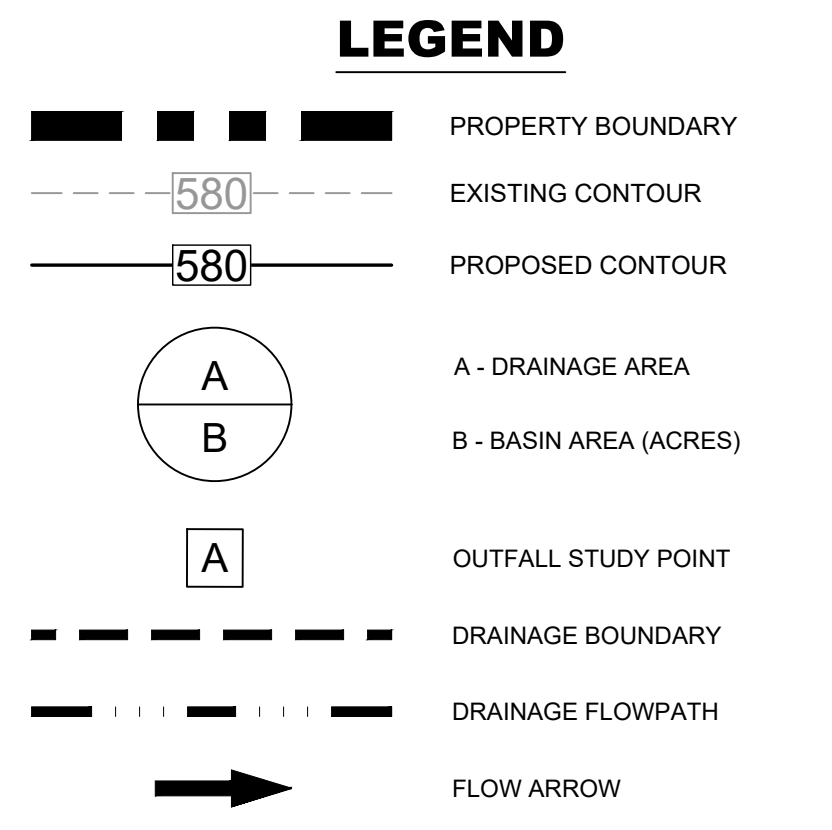 LEGEND
PROPERTY BOUNDARY
580 EXISTING CONTOUR
580 PROPOSED CONTOUR
A A - DRAINAGE AREA
B B - BASIN AREA (ACRES)
A OUTFALL STUDY POINT
DRAINAGE BOUNDARY
DRAINAGE FLOWPATH
FLOW ARROW